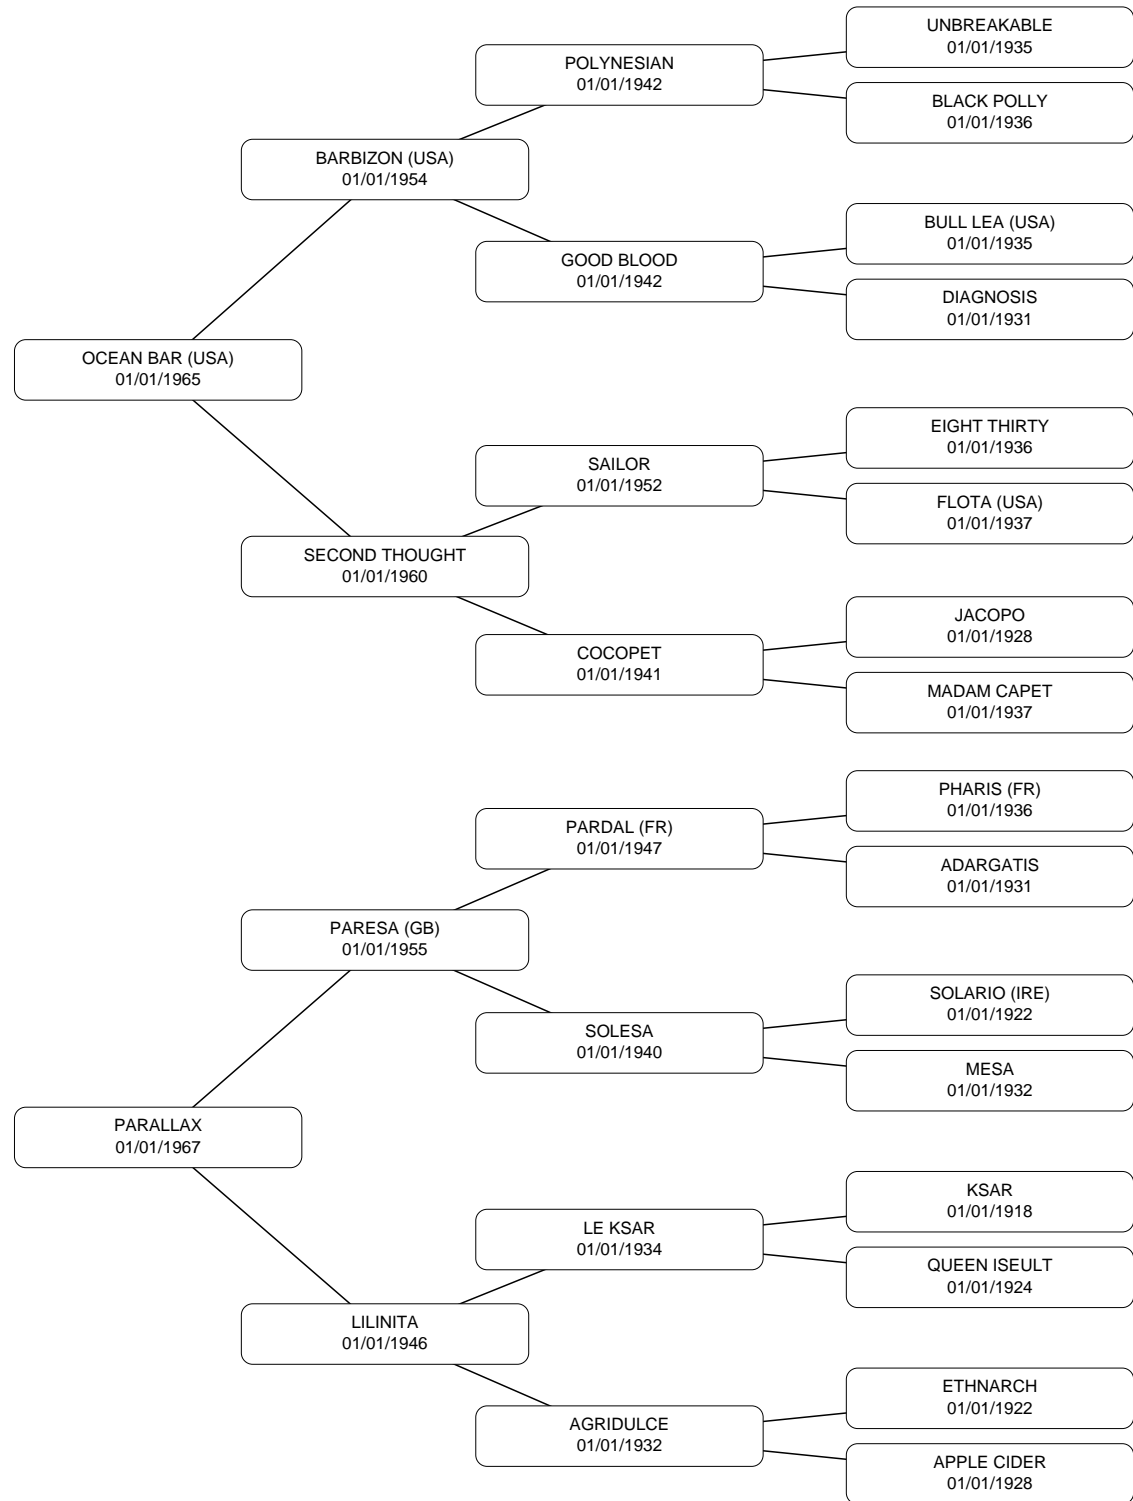 UNBREAKABLE
01/01/1935
POLYNESIAN
01/01/1942
BLACK POLLY
01/01/1936
BARBIZON (USA)
01/01/1954
BULL LEA (USA)
01/01/1935
GOOD BLOOD
01/01/1942
DIAGNOSIS
01/01/1931
OCEAN BAR (USA)
01/01/1965
EIGHT THIRTY
01/01/1936
SAILOR
01/01/1952
FLOTA (USA)
01/01/1937
SECOND THOUGHT
01/01/1960
JACOPO
01/01/1928
COCOPET
01/01/1941
MADAM CAPET
01/01/1937
PHARIS (FR)
01/01/1936
PARDAL (FR)
01/01/1947
ADARGATIS
01/01/1931
PARESA (GB)
01/01/1955
SOLARIO (IRE)
01/01/1922
SOLESA
01/01/1940
MESA
01/01/1932
PARALLAX
01/01/1967
KSAR
01/01/1918
LE KSAR
01/01/1934
QUEEN ISEULT
01/01/1924
LILINITA
01/01/1946
ETHNARCH
01/01/1922
AGRIDULCE
01/01/1932
APPLE CIDER
01/01/1928